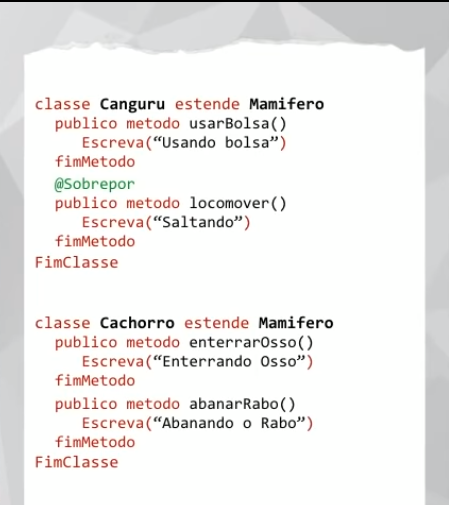 classe Canguru estende Mamifero
publico metodo usarBolsa()
Escreva(“Usando bolsa”)
fimMetodo
@Sobrepor
publico metodo locomover()
Escreva(“Saltando”)
fimMetodo
FimClasse
classe Cachorro estende Mamifero
publico metodo enterrarOsso()
Escreva(“Enterrando Osso”)
fimMetodo
publico metodo abanarRabo()
Escreva(“Abanando o Rabo”)
fimMetodo
FimClasse